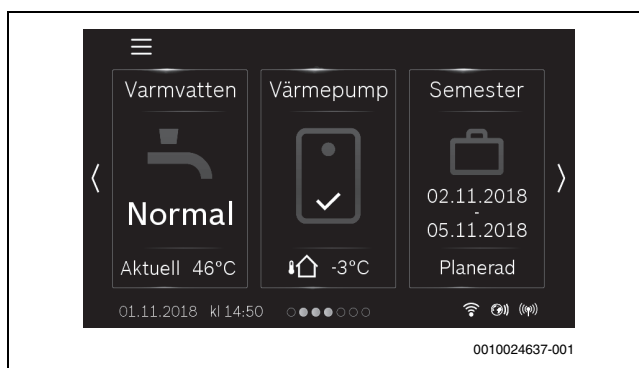 Varmvatten
Normal
Aktuell 46°C
Värmepump
-3°C
Semester
02.11.2018
-
05.11.2018
Planerad
01.11.2018 kl 14:50
0010024637-001